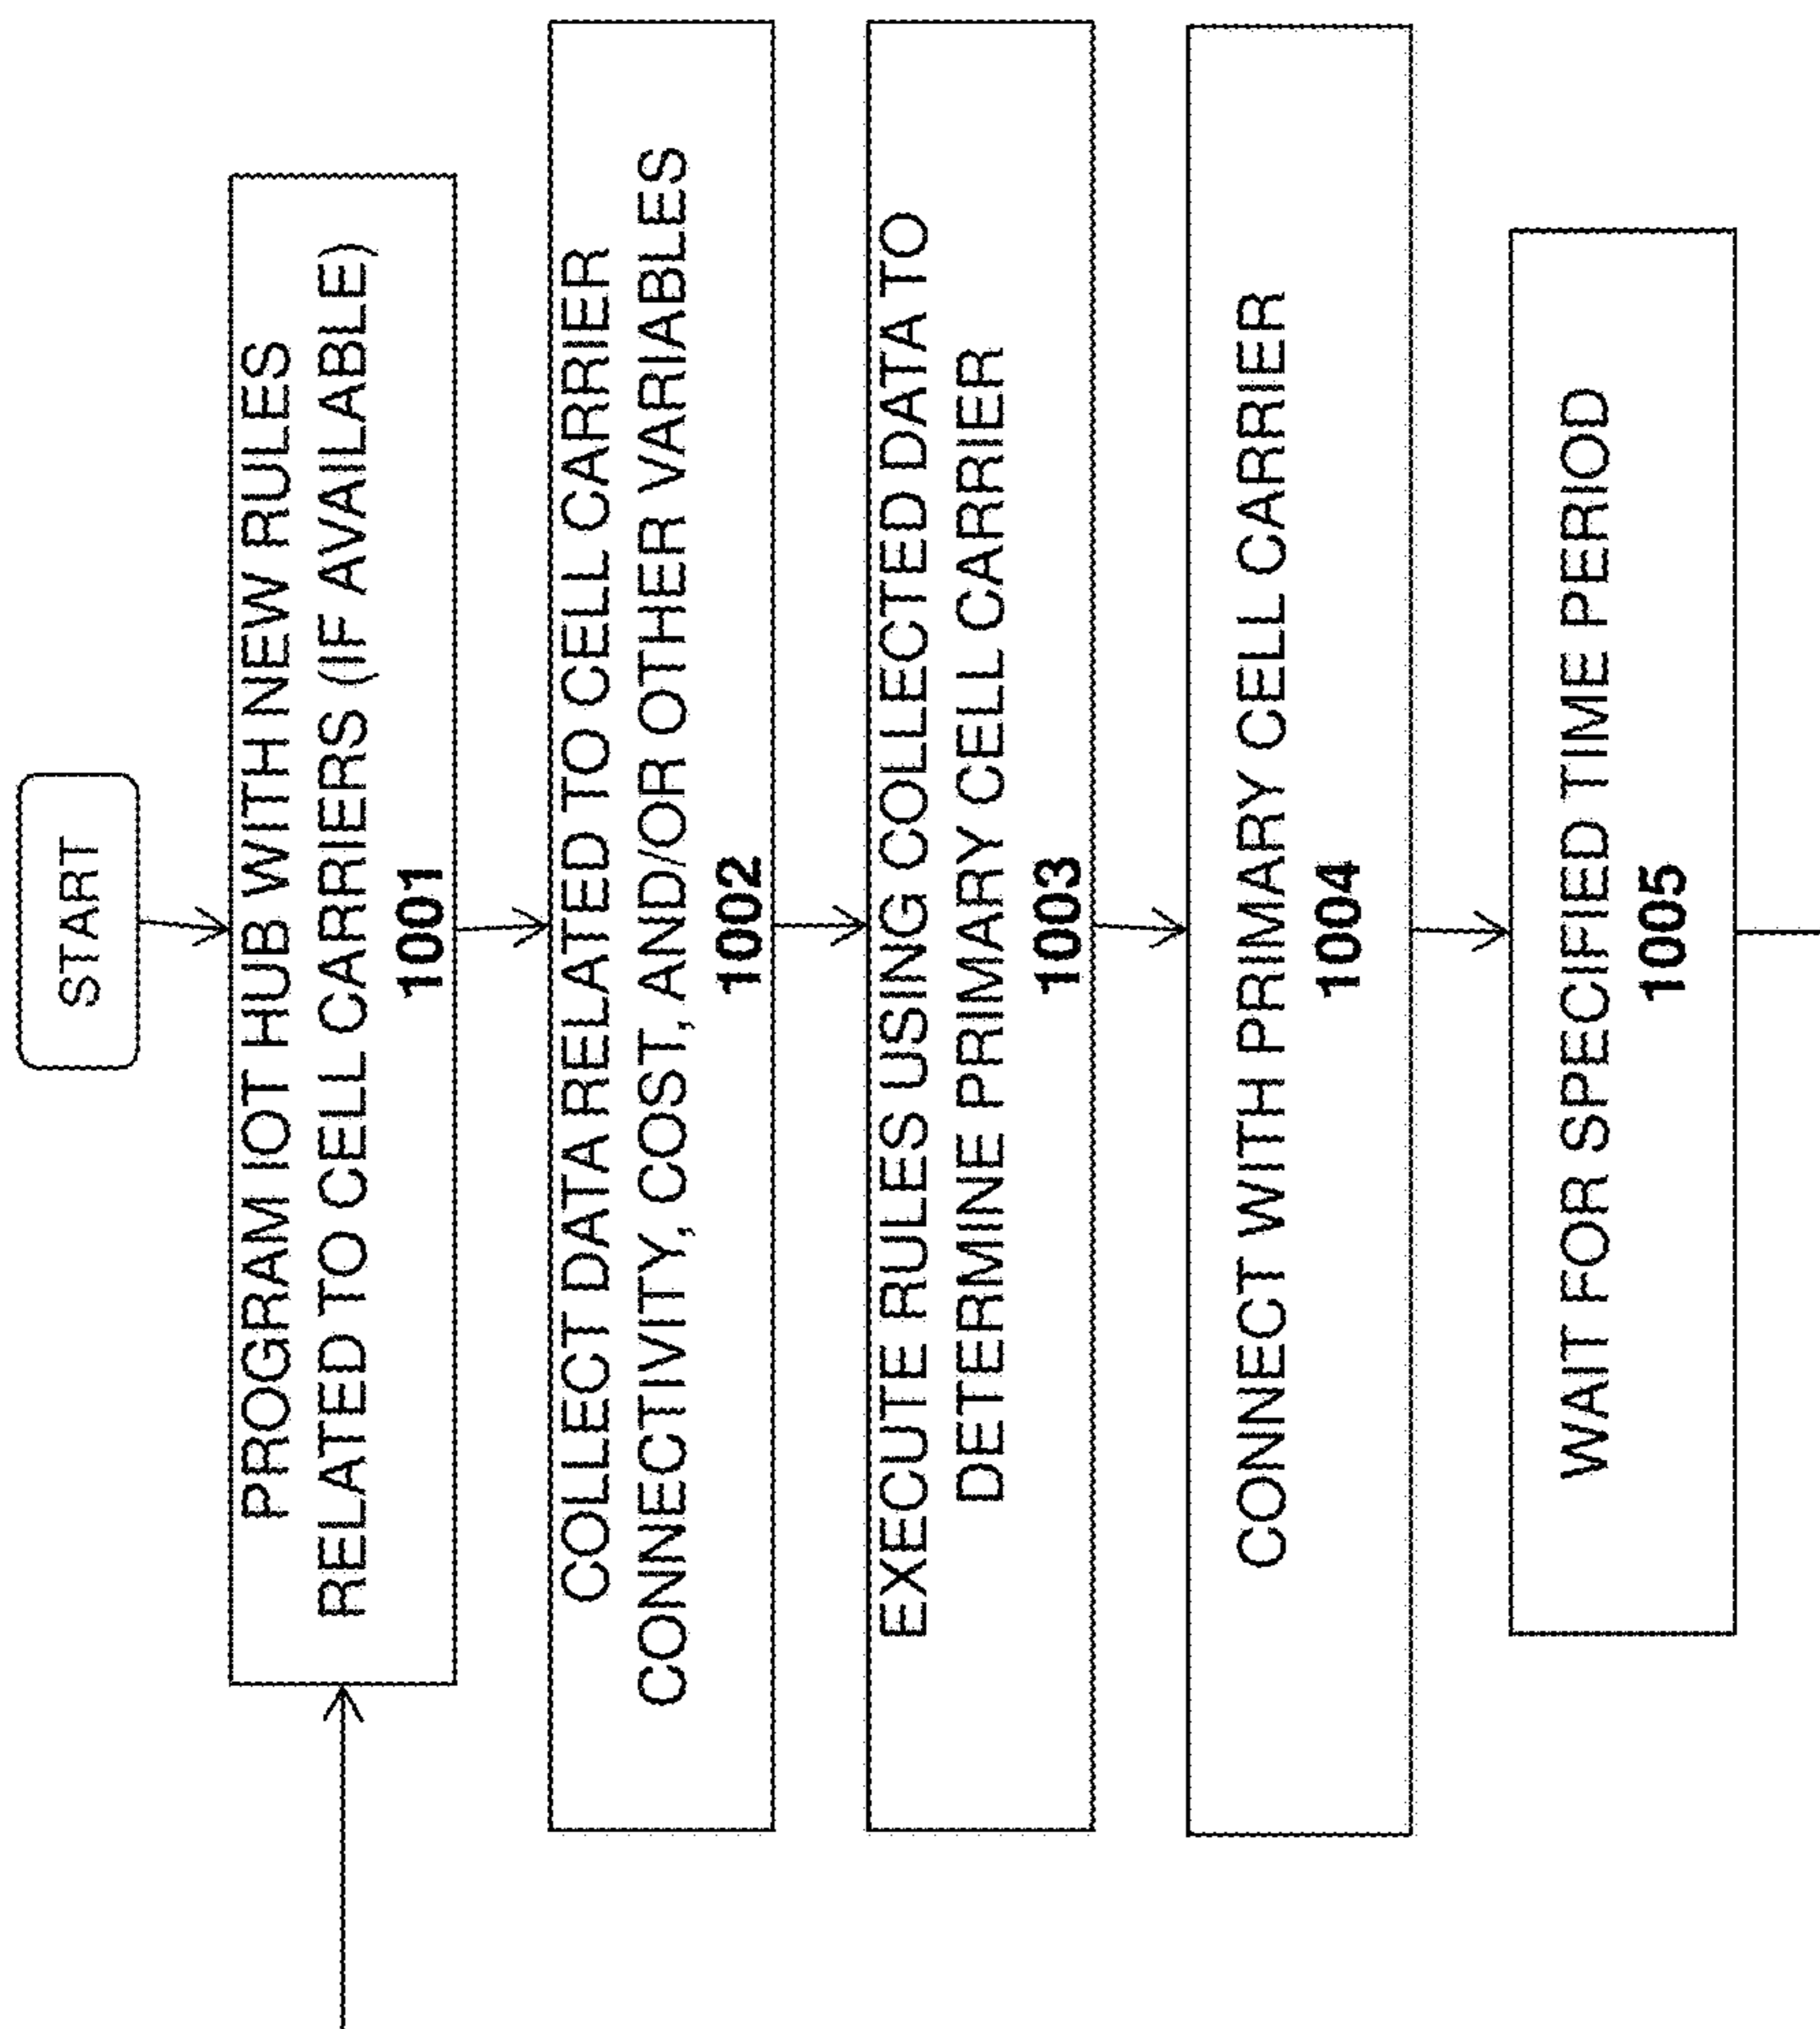 START
PROGRAM IOT HUB WITH NEW RULES
RELATED TO CELL CARRIERS (IF AVAILABLE)
1001
COLLECT DATA RELATED TO CELL CARRIER
CONNECTIVITY, COST, AND/OR OTHER VARIABLES
1002
EXECUTE RULES USING COLLECTED DATA TO
DETERMINE PRIMARY CELL CARRIER
1003
CONNECT WITH PRIMARY CELL CARRIER
1004
WAIT FOR SPECIFIED TIME PERIOD
1005